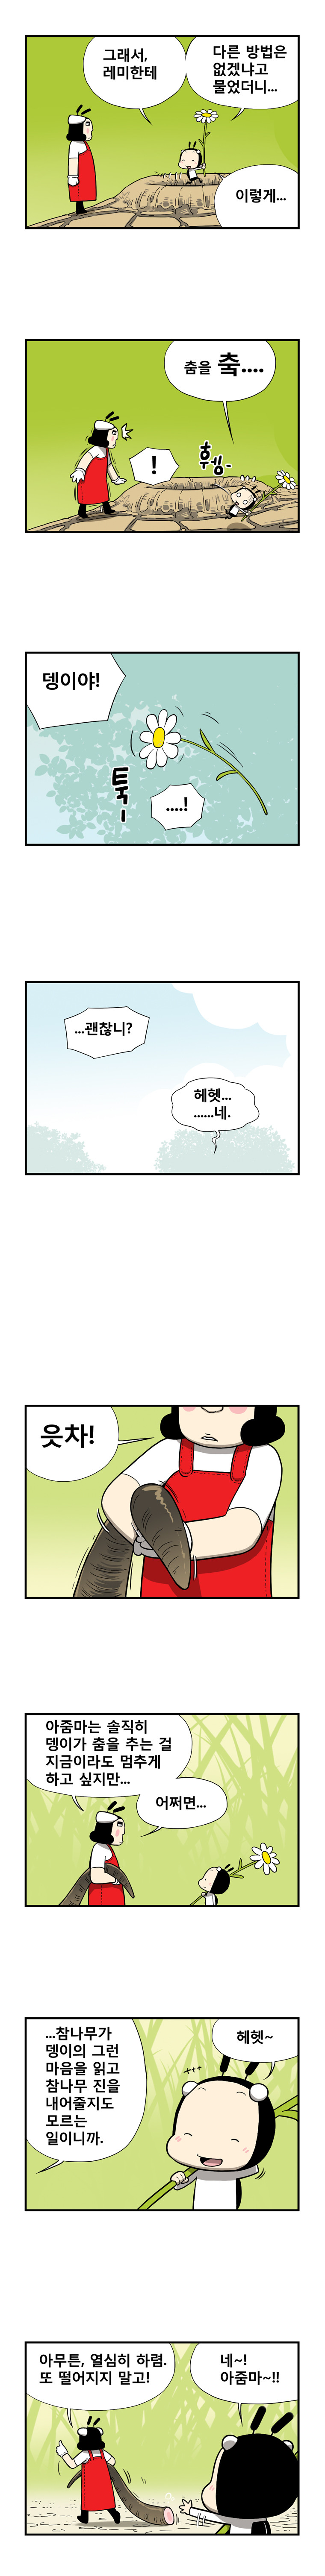 그래서,
레미한테
다른 방법은
없겠냐고
물었더니...
이렇게...
춤을 춤....
!
휑-
뎅이야!
툭-
....!
...괜찮니?
헤헷...
......네.
읏차!
아줌마는 솔직히
뎅이가 춤을 추는 걸
지금이라도 멈추게
하고 싶지만...
어쩌면...
...참나무가
뎅이의 그런
마음을 읽고
참나무 진을
내어줄지도
모르는
일이니까.
헤헷~
아무튼, 열심히 하렴.
또 떨어지지 말고!
네~!
아줌마~!!